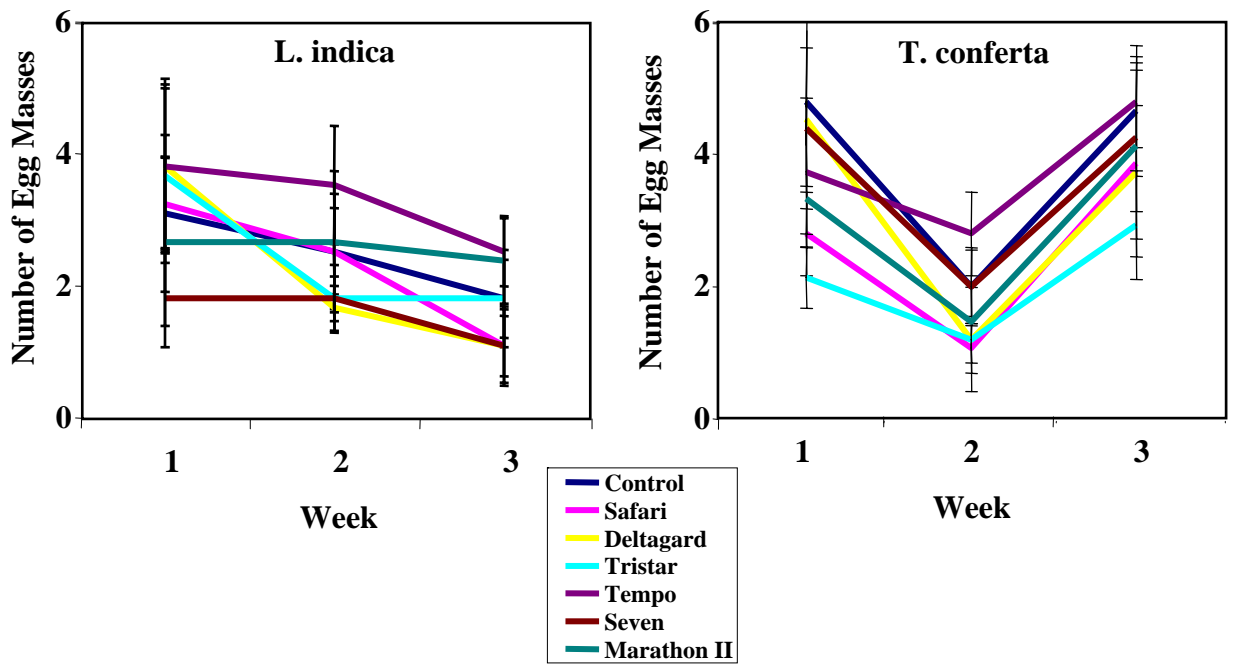 L. indica
Number of Egg Masses
6
4
2
0
1 2 3
Week
T. conferta
Number of Egg Masses
6
4
2
0
1 2 3
Week
Control
Safari
Deltagard
Tristar
Tempo
Seven
Marathon II